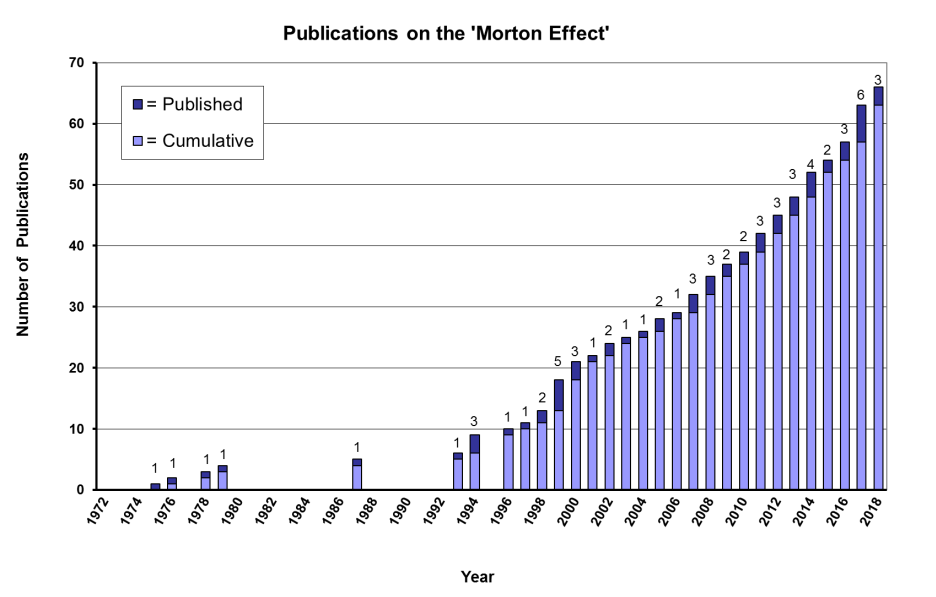 Publications on the 'Morton Effect'
= Published
= Cumulative
Number of Publications
70
60
50
40
30
20
10
0
1 1 1 1 1 1 3 1 1 2 5 3 1 2 1 1 2 1 3 3 2 2 3 3 3 4 2 3 6 3
1972 1974 1976 1978 1980 1982 1984 1986 1988 1990 1992 1994 1996 1998 2000 2002 2004 2006 2008 2010 2012 2014 2016 2018
Year